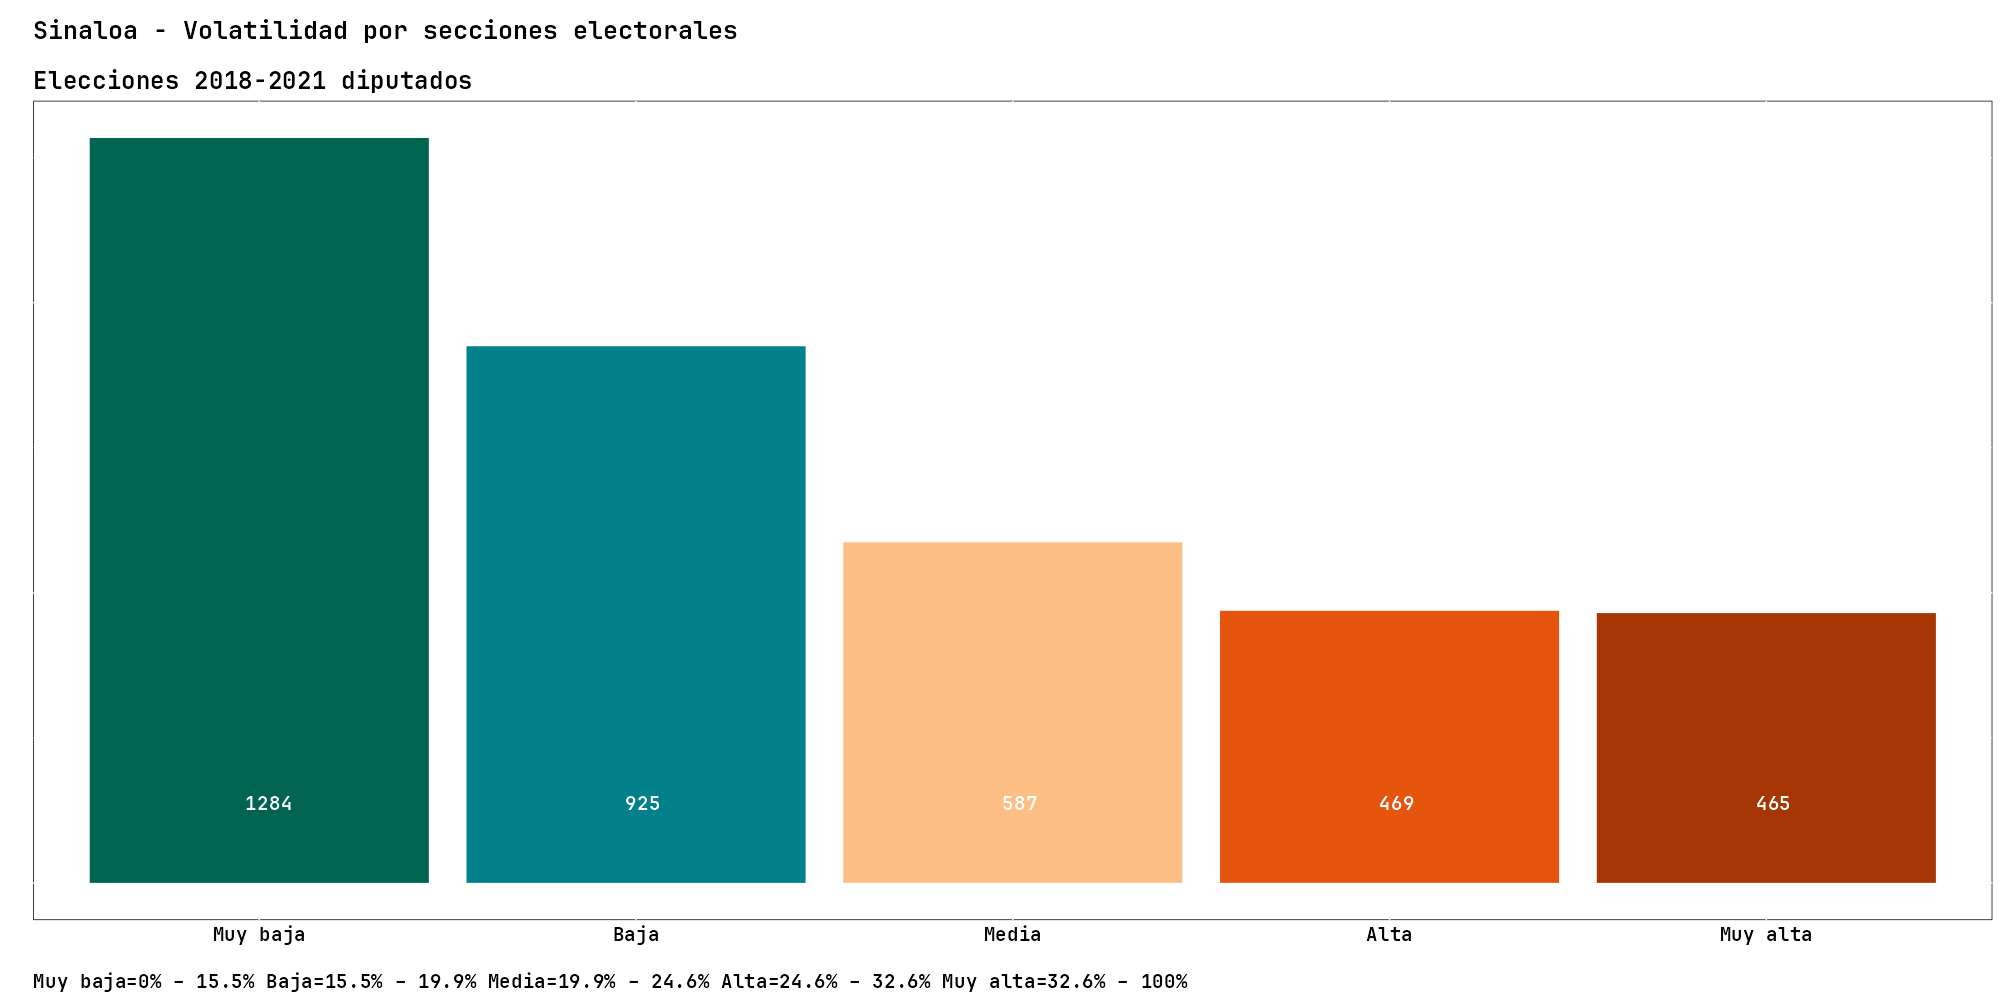 Sinaloa - Volatilidad por secciones electorales
Elecciones 2018-2021 diputados
1284 925 587 469 465
Muy baja Baja Media Alta Muy alta
Muy baja=0% - 15.5% Baja=15.5% - 19.9% Media=19.9% - 24.6% Alta=24.6% - 32.6% Muy alta=32.6% - 100%